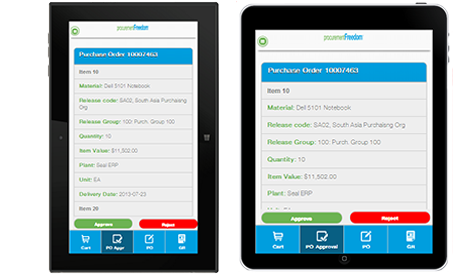 procurementFreedom
Purchase Order 10007463
Item 10
Material: Dell 5101 Notebook
Release code: SA02, South Asia Purchaisng
Org
Release Group: 100: Purch. Group 100
Quantity: 10
Item Value: $11,502.00
Plant: Seal ERP
Unit: EA
Delivery Date: 2013-07-23
Item 20
Approve
Reject
Cart
PO Appr
PO
GR
procurementFreedom
Purchase Order 10007463
Item 10
Material: Dell 5101 Notebook
Release code: SA02, South Asia Purchaisng Org
Release Group: 100: Purch. Group 100
Quantity: 10
Item Value: $11,502.00
Plant: Seal ERP
Unit: EA
Approve
Reject
Cart
PO Approval
PO
GR